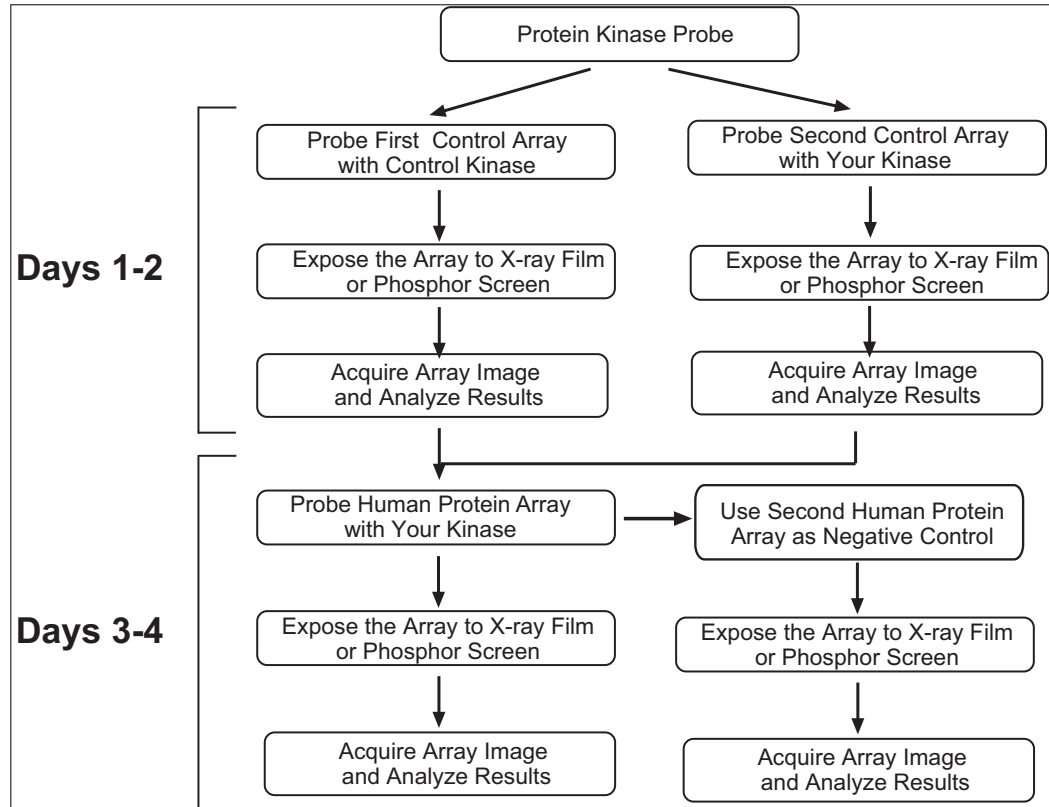 Protein Kinase Probe
Probe First Control Array
with Control Kinase
Probe Second Control Array
with Your Kinase
Days 1-2
Expose the Array to X-ray Film
or Phosphor Screen
Expose the Array to X-ray Film
or Phosphor Screen
Acquire Array Image
and Analyze Results
Acquire Array Image
and Analyze Results
Probe Human Protein Array
with Your Kinase
Use Second Human Protein
Array as Negative Control
Days 3-4
Expose the Array to X-ray Film
or Phosphor Screen
Expose the Array to X-ray Film
or Phosphor Screen
Acquire Array Image
and Analyze Results
Acquire Array Image
and Analyze Results